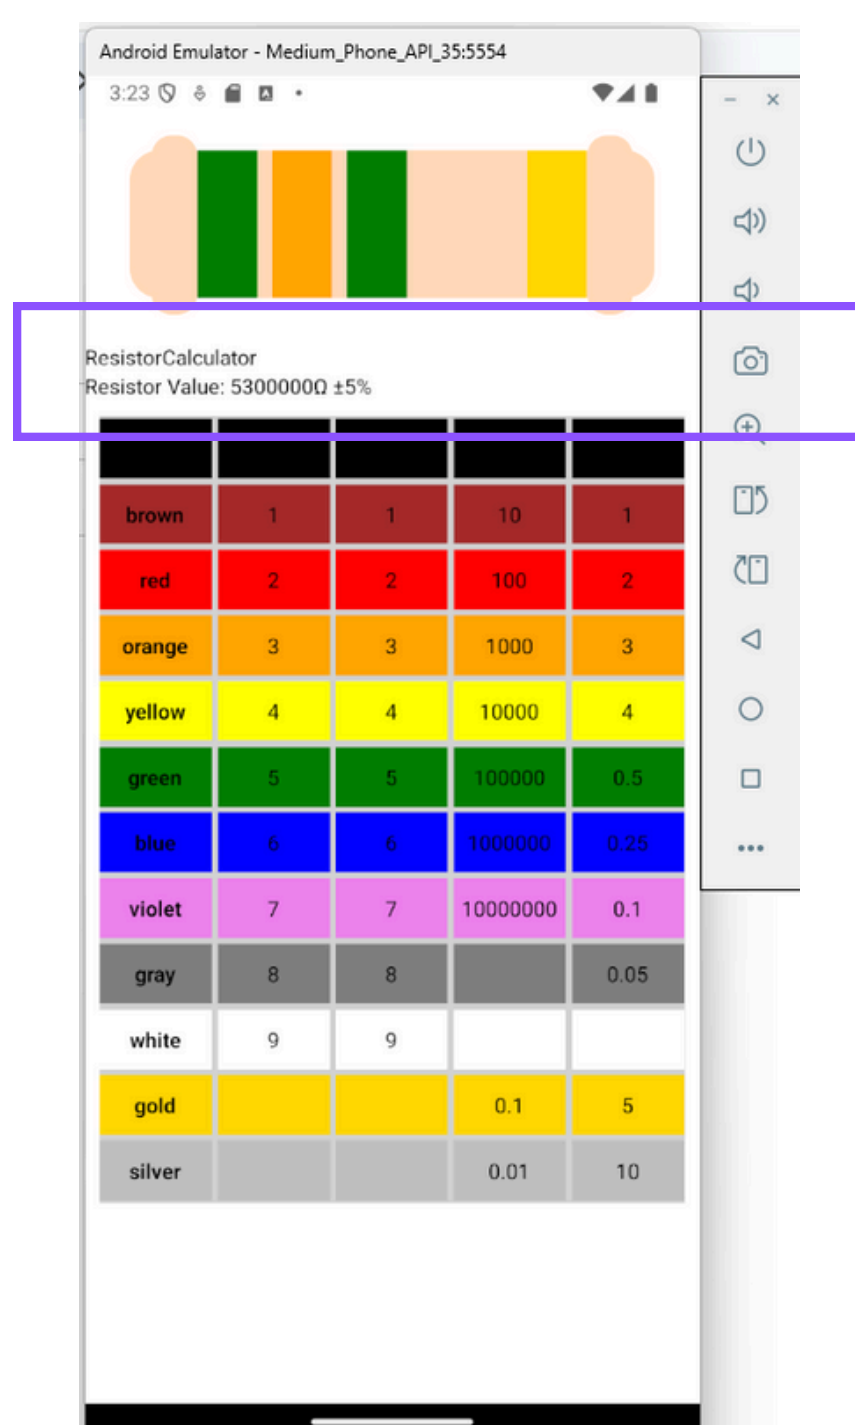 Android Emulator - Medium_Phone_API_35:5554
3:23
ResistorCalculator
Resistor Value: 5300000Ω ±5%
brown 1 1 10 1
red 2 2 100 2
orange 3 3 1000 3
yellow 4 4 10000 4
green 5 5 100000 0.5
blue 6 6 1000000 0.25
violet 7 7 10000000 0.1
gray 8 8 0.05
white 9 9
gold 0.1 5
silver 0.01 10